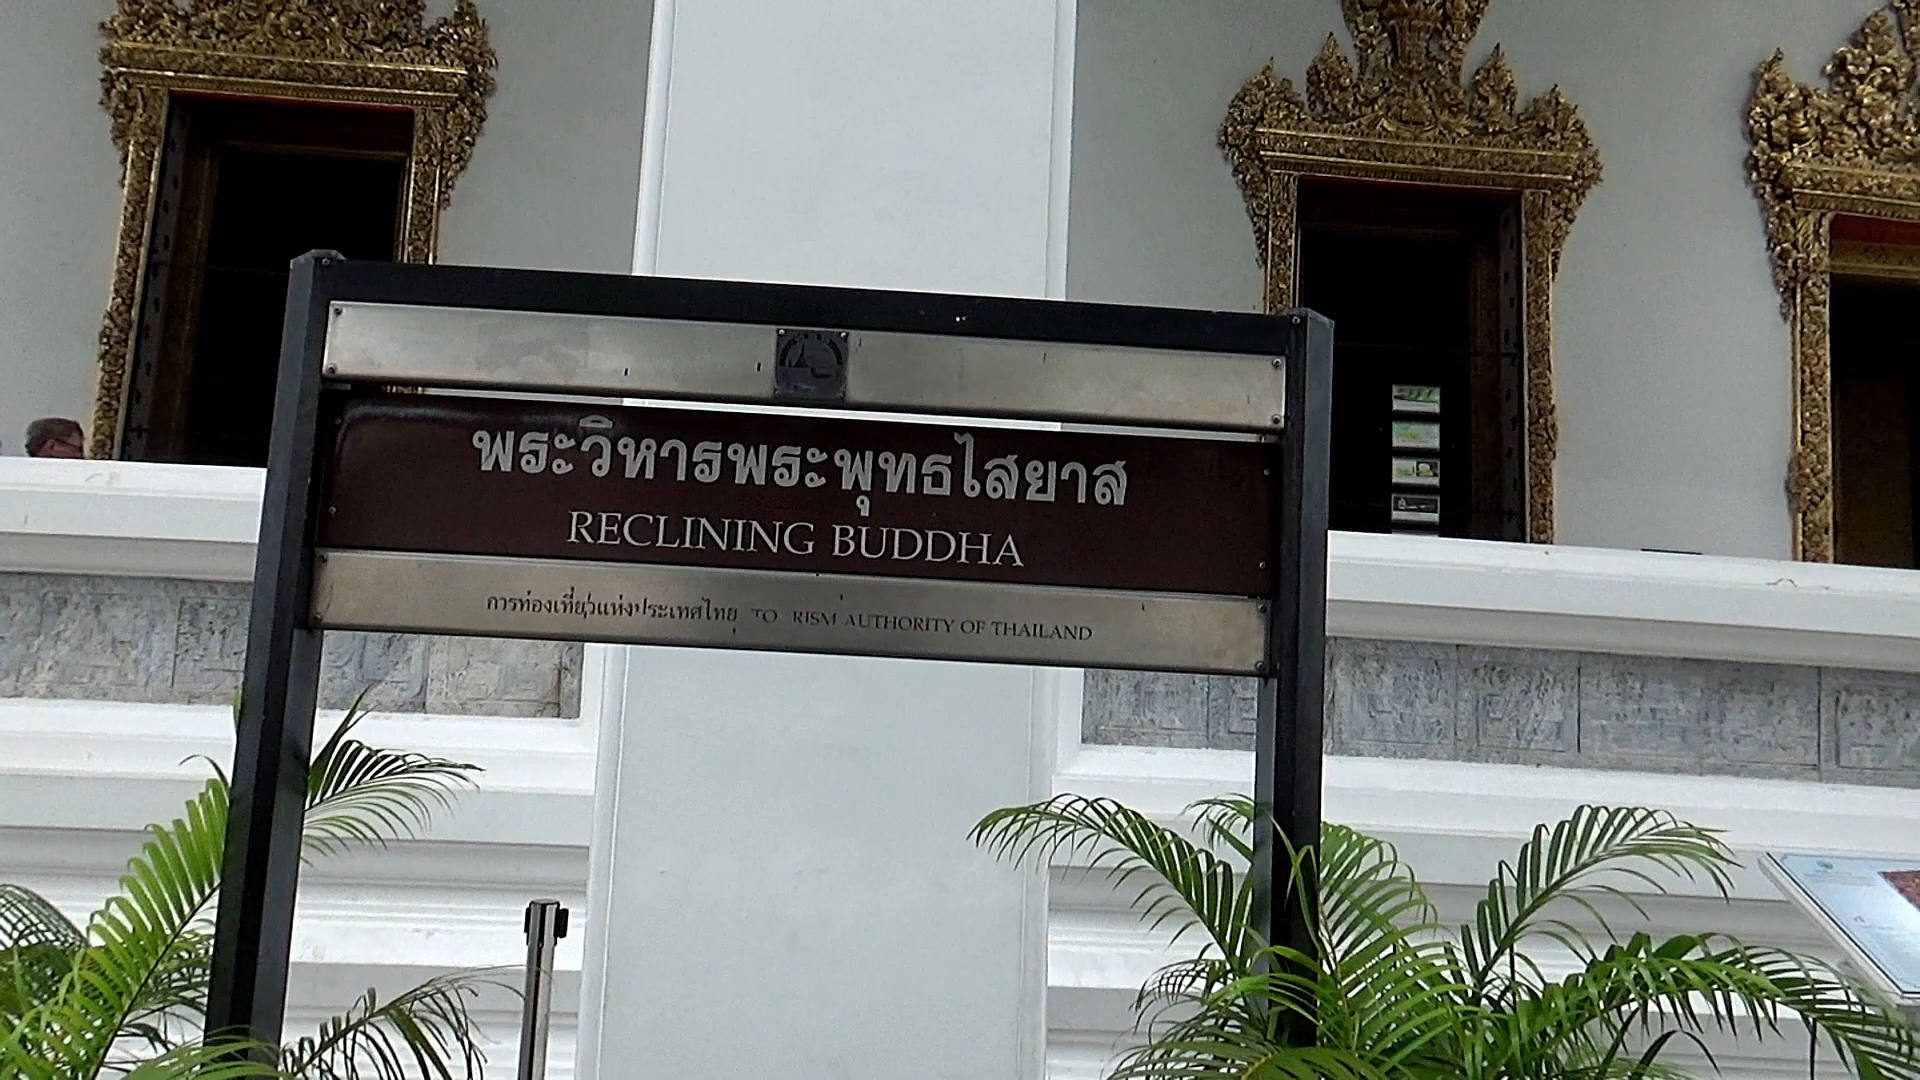 พระวิหารพระพุทธไสยาส
RECLINING BUDDHA
การท่องเที่ยวแห่งประเทศไทย TO RISM AUTHORITY OF THAILAND